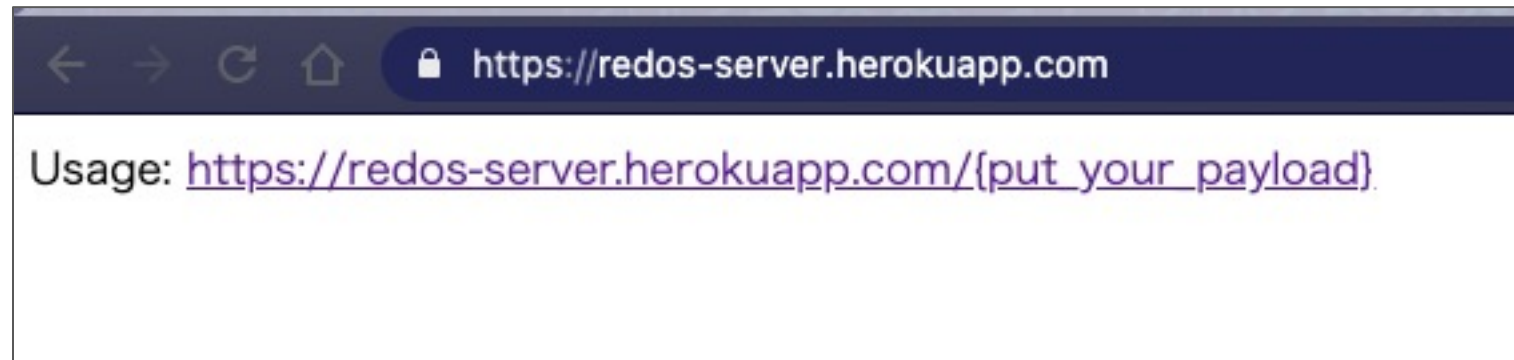 https://redos-server.herokuapp.com
Usage: https://redos-server.herokuapp.com/{put_your_payload}